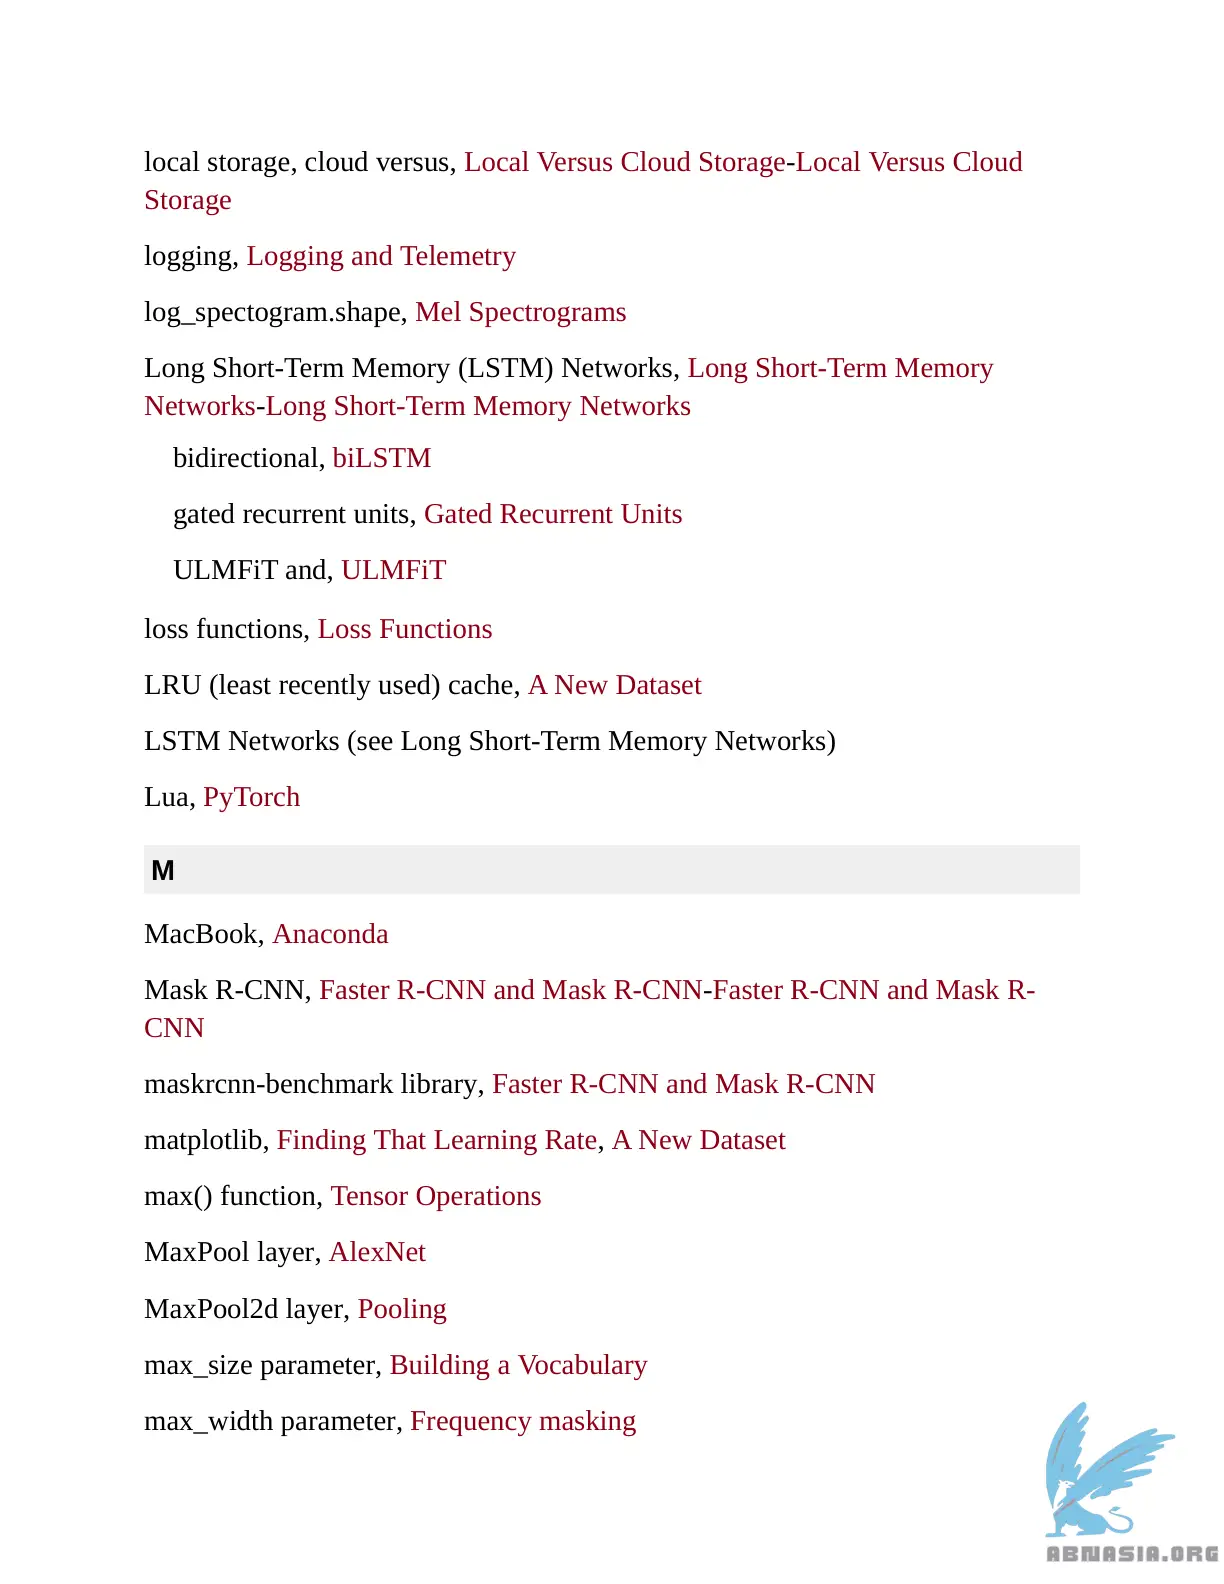 local storage, cloud versus, Local Versus Cloud Storage-Local Versus Cloud
Storage
logging, Logging and Telemetry
log_spectogram.shape, Mel Spectrograms
Long Short-Term Memory (LSTM) Networks, Long Short-Term Memory
Networks-Long Short-Term Memory Networks
bidirectional, biLSTM
gated recurrent units, Gated Recurrent Units
ULMFiT and, ULMFiT
loss functions, Loss Functions
LRU (least recently used) cache, A New Dataset
LSTM Networks (see Long Short-Term Memory Networks)
Lua, PyTorch
M
MacBook, Anaconda
Mask R-CNN, Faster R-CNN and Mask R-CNN-Faster R-CNN and Mask R-
CNN
maskrcnn-benchmark library, Faster R-CNN and Mask R-CNN
matplotlib, Finding That Learning Rate, A New Dataset
max() function, Tensor Operations
MaxPool layer, AlexNet
MaxPool2d layer, Pooling
max_size parameter, Building a Vocabulary
max_width parameter, Frequency masking
ABNASIA.ORG